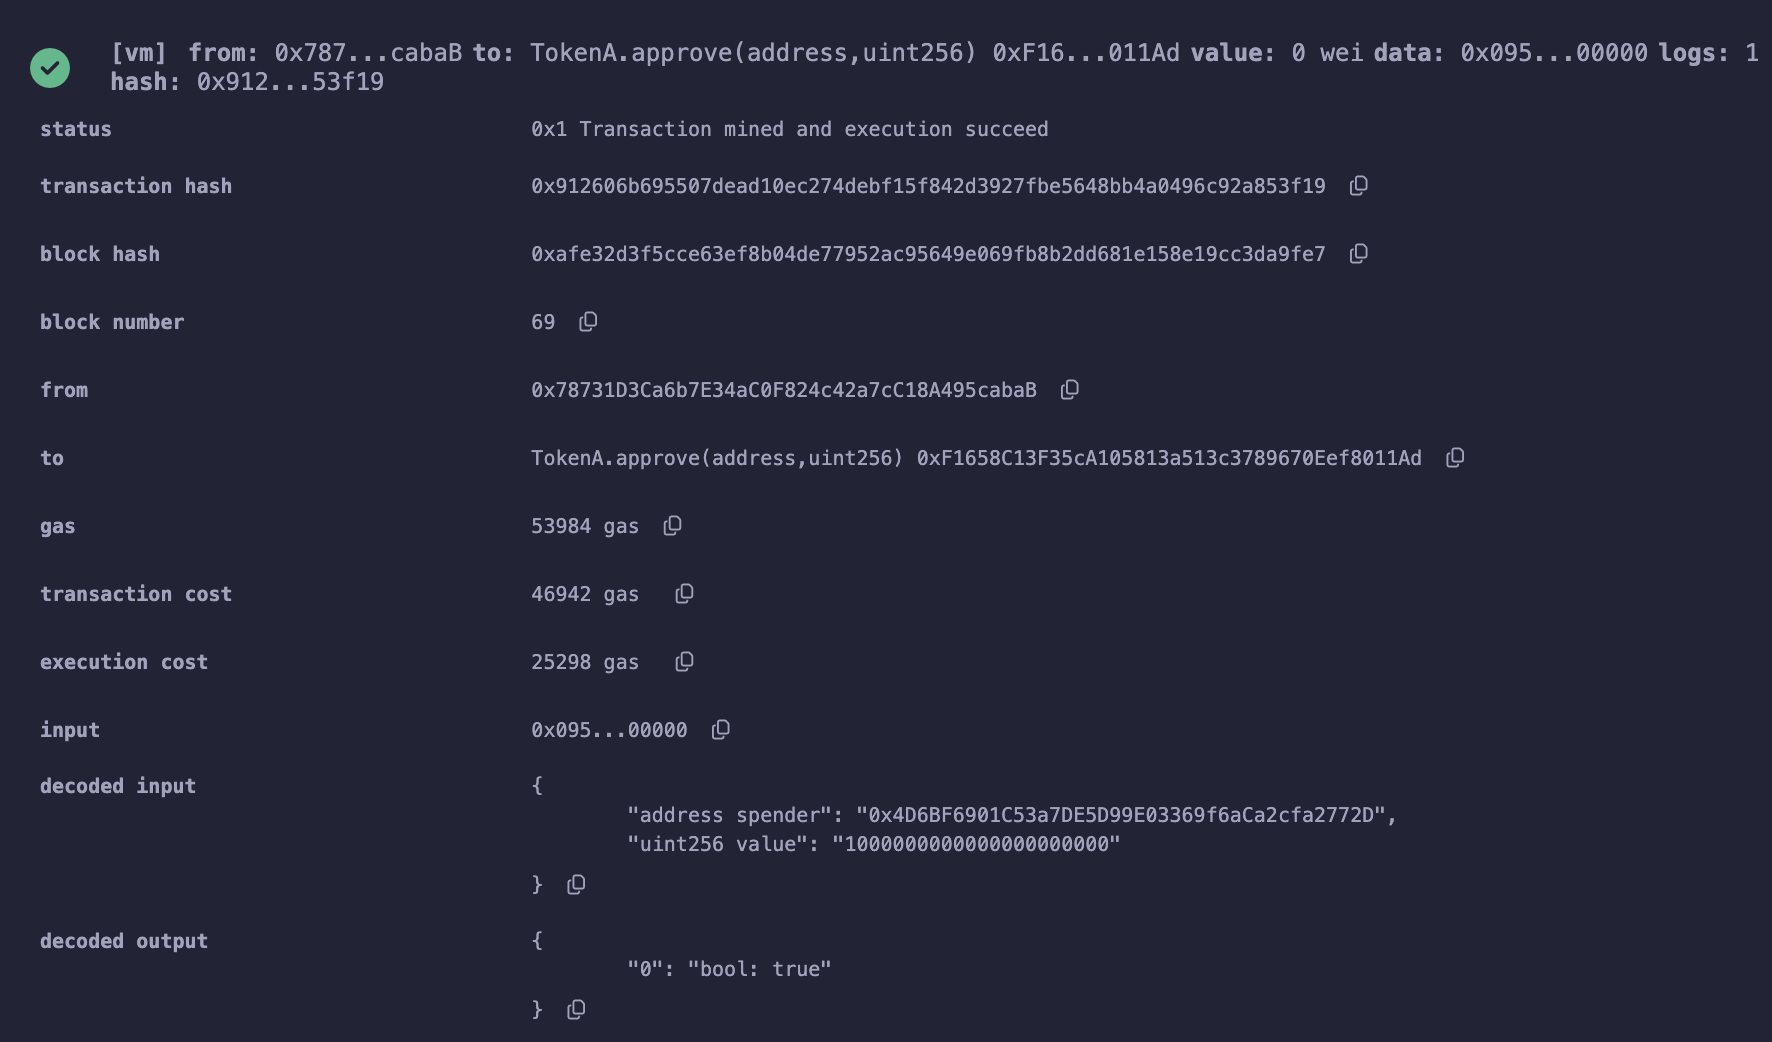 [vm] from: 0x787...cabaB to: TokenA.approve(address,uint256) 0xF16...011Ad value: 0 wei data: 0x095...00000 logs: 1
hash: 0x912...53f19
status 0x1 Transaction mined and execution succeed
transaction hash 0x912606b695507dead10ec274debf15f842d3927fbe5648bb4a0496c92a853f19
block hash 0xafe32d3f5cce63ef8b04de77952ac95649e069fb8b2dd681e158e19cc3da9fe7
block number 69
from 0x78731D3Ca6b7E34aC0F824c42a7cC18A495cabaB
to TokenA.approve(address,uint256) 0xF1658C13F35cA105813a513c3789670Eef8011Ad
gas 53984 gas
transaction cost 46942 gas
execution cost 25298 gas
input 0x095...00000
decoded input {
"address spender": "0x4D6BF6901C53a7DE5D99E03369f6aCa2cfa2772D",
"uint256 value": "1000000000000000000000"
}
decoded output {
"0": "bool: true"
}